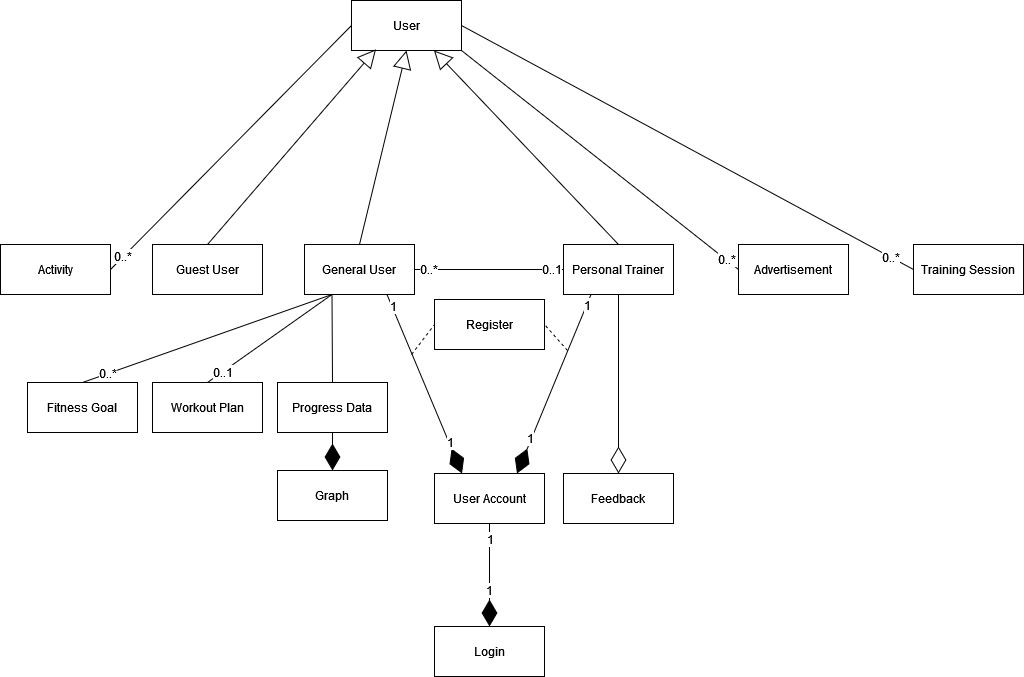 User
0..*
0..*
0..*
Activity
Guest User
General User
0..*
0..1
Personal Trainer
Advertisement
Training Session
1
1
Register
0..*
0..1
Fitness Goal
Workout Plan
Progress Data
1
1
Graph
User Account
Feedback
1
1
Login